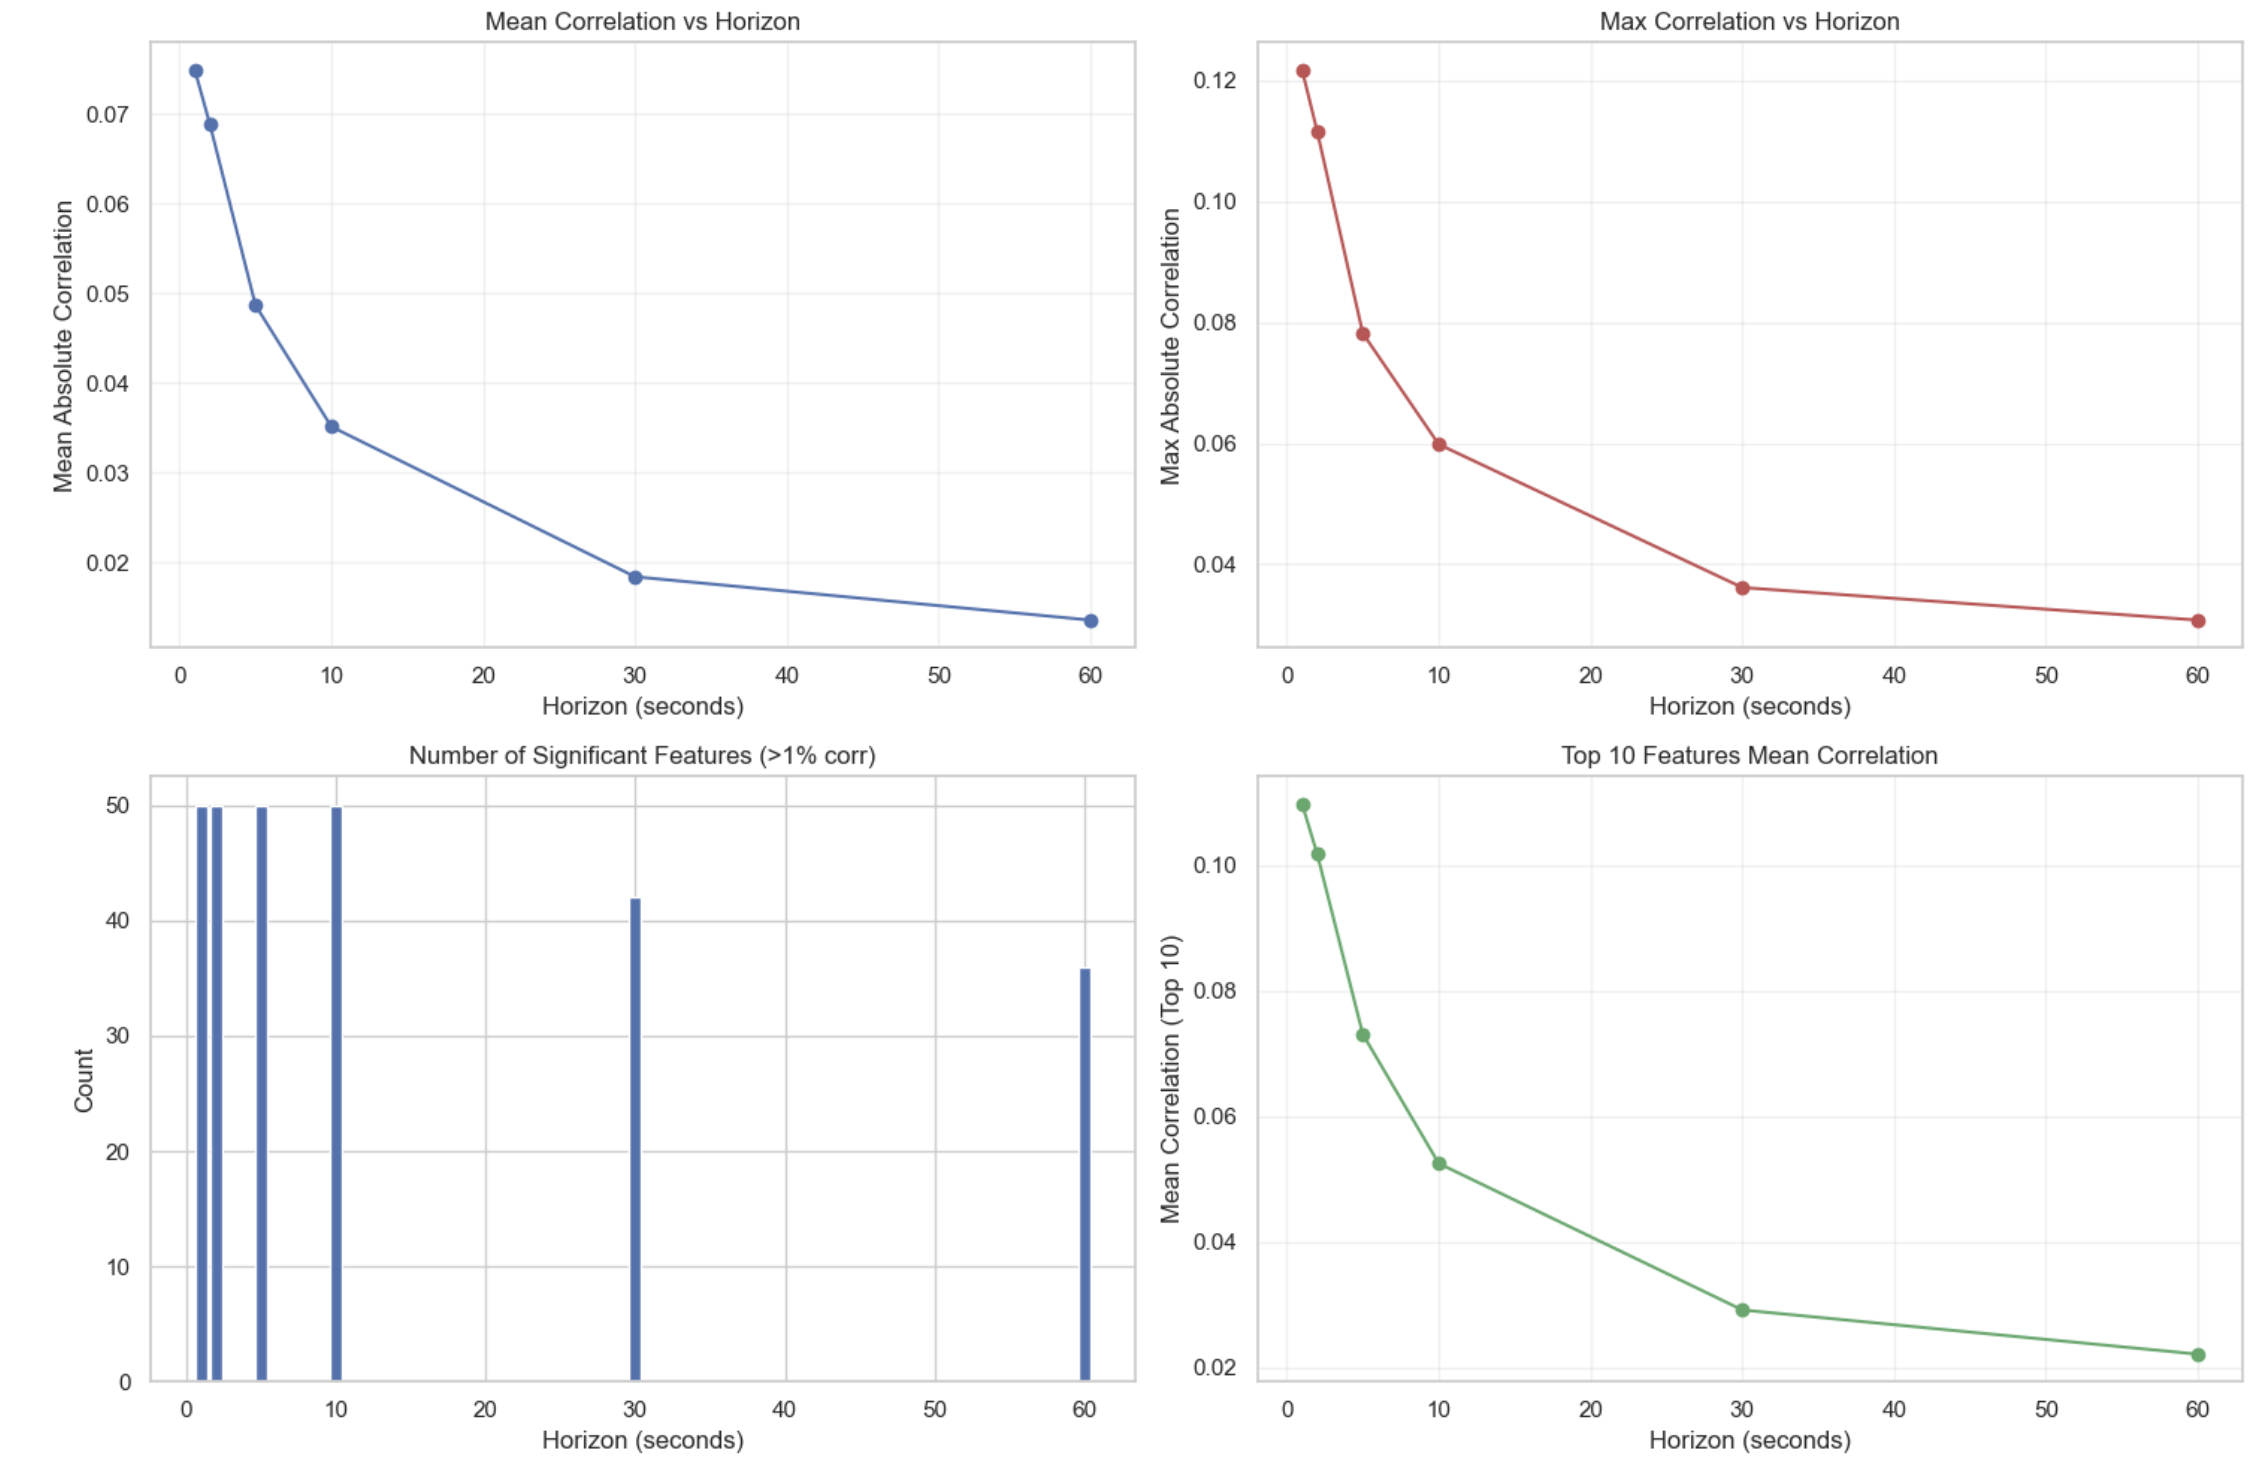 Mean Correlation vs Horizon
Mean Absolute Correlation
0.07
0.06
0.05
0.04
0.03
0.02
0 10 20 30 40 50 60
Horizon (seconds)
Max Correlation vs Horizon
Max Absolute Correlation
0.12
0.10
0.08
0.06
0.04
0 10 20 30 40 50 60
Horizon (seconds)
Number of Significant Features (>1% corr)
Count
50
40
30
20
10
0
0 10 20 30 40 50 60
Horizon (seconds)
Top 10 Features Mean Correlation
Mean Correlation (Top 10)
0.10
0.08
0.06
0.04
0.02
0 10 20 30 40 50 60
Horizon (seconds)